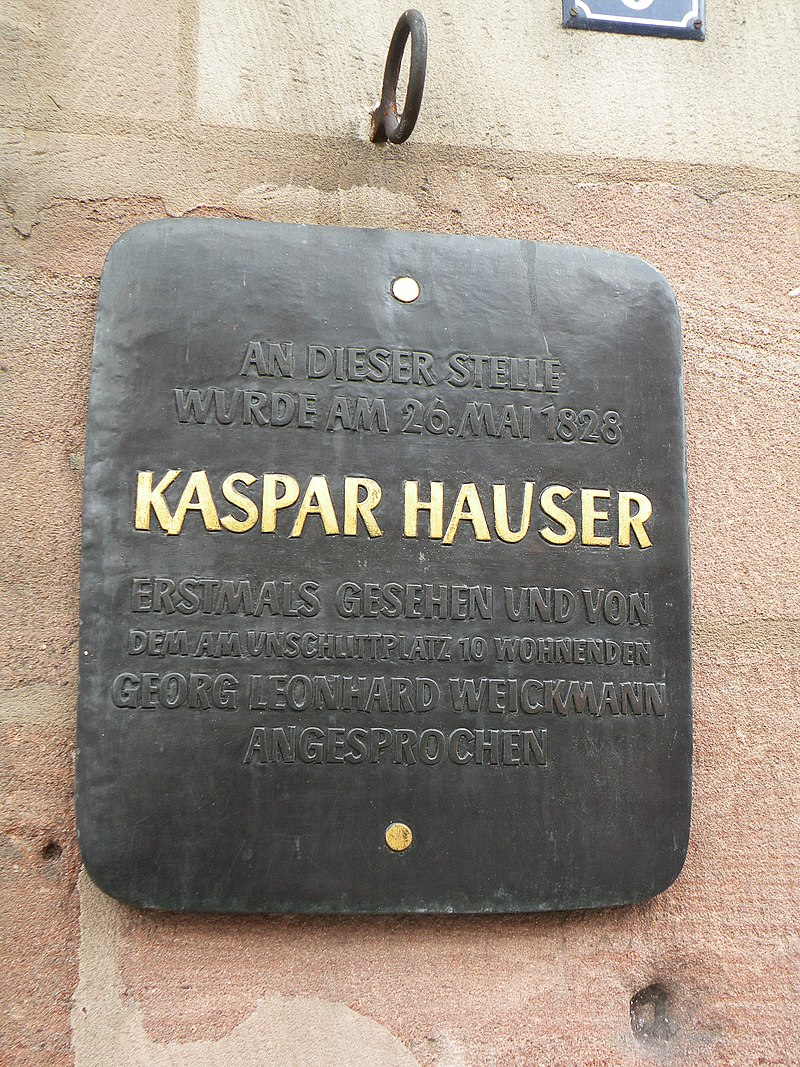 AN DIESER STELLE
WURDE AM 26. MAI 1828
KASPAR HAUSER
ERSTMALS GESEHEN UND VON
DEM AM UNSCHLITTPLATZ 10 WOHNENDEN
GEORG LEONHARD WEICKMANN
ANGESPROCHEN